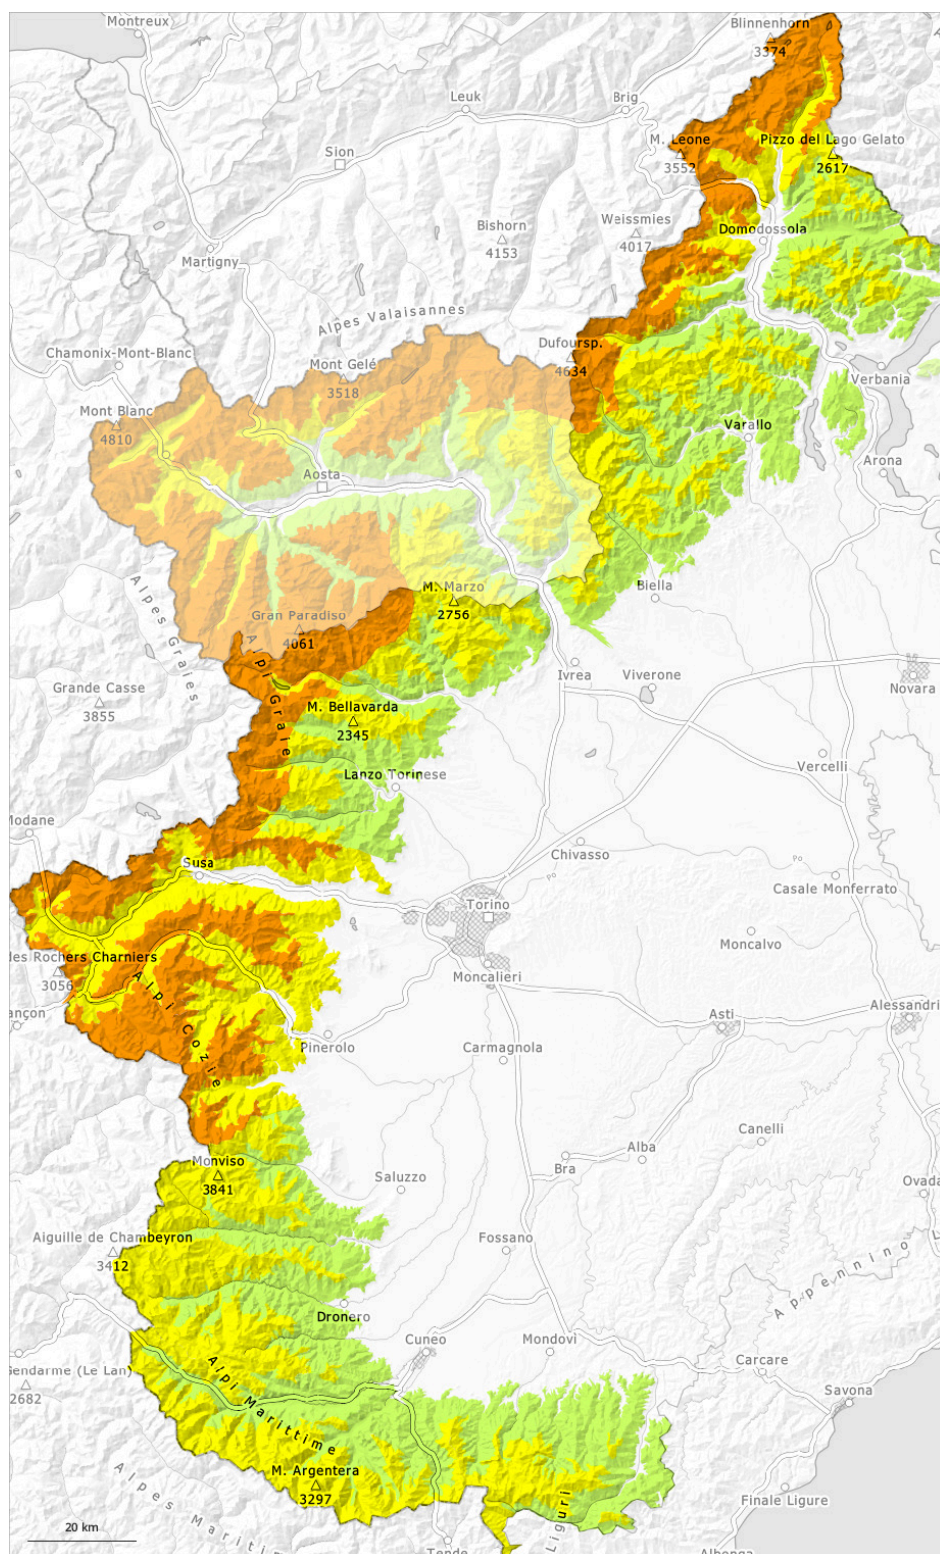 Montreux
Blinnenhorn
3374
Leuk
Brig
M. Leone
3552
Pizzo del Lago Gelato
2617
Sion
Bishorn
4153
Weissmies
4017
Domodossola
Martigny
Alpes Valaisannes
Chamonix-Mont-Blanc
Mont Gelé
3518
Dufoursp.
4634
Verbania
Mont Blanc
4810
Varallo
Aosta
Arona
Alpes Graies
M. Marzo
2756
Biella
Gran Paradiso
4061
Alpi Graie
Ivrea
Viverone
Novara
Grande Casse
3855
M. Bellavarda
2345
Vercelli
Lanzo Torinese
Modane
Susa
Chivasso
Po
Po
Casale Monferrato
Torino
Moncalvo
des Rochers Charniers
3056
Moncalieri
Alpi Cozie
ançon
Asti
Alessandri
Pinerolo
Carmagnola
Canelli
Alba
Bra
Monviso
3841
Saluzzo
Ovada
Aiguille de Chambeyron
3412
Fossano
Appennino L
Dronero
Cuneo
Mondovì
Gendarme (Le Lan)
2682
Alpi Marittime
Carcare
Savona
M. Argentera
3297
Alpes Mariti
Liguri
Finale Ligure
20 km
Tende
Albenga